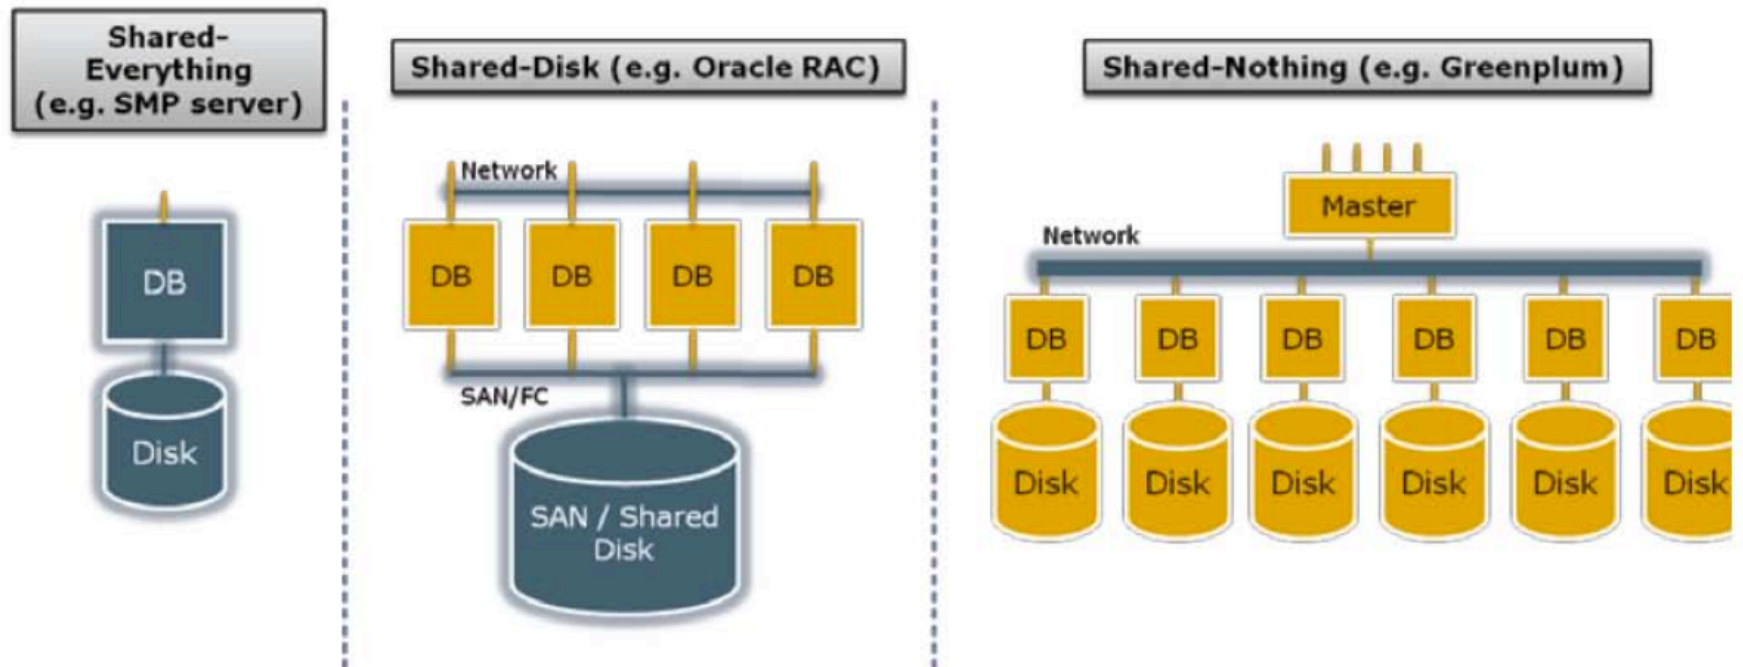 Shared-
Everything
(e.g. SMP server)
DB
Disk
Shared-Disk (e.g. Oracle RAC)
Network
DB DB DB DB
SAN/FC
SAN / Shared
Disk
Shared-Nothing (e.g. Greenplum)
Master
Network
DB DB DB DB DB DB
Disk Disk Disk Disk Disk Disk